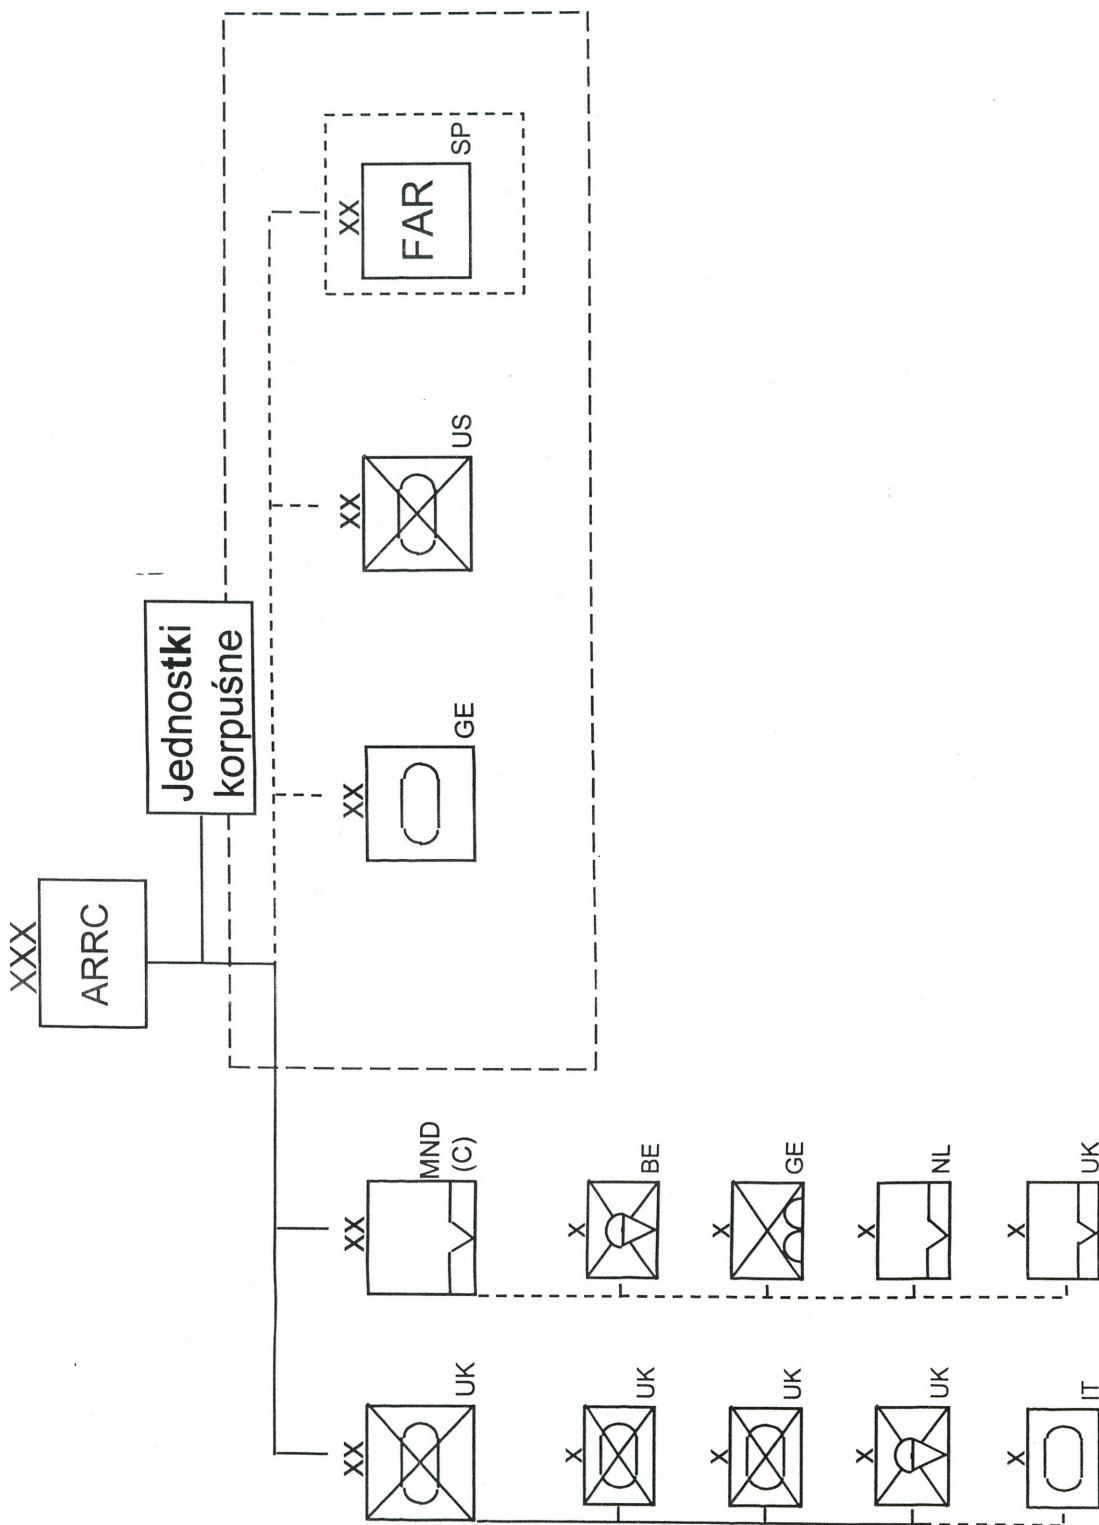 XXX
ARRC
Jednostki
korpuśne
XX
UK
XX
MND
(C)
XX
GE
XX
US
XX
FAR
SP
X
UK
X
BE
X
UK
X
GE
X
UK
X
NL
X
IT
X
UK